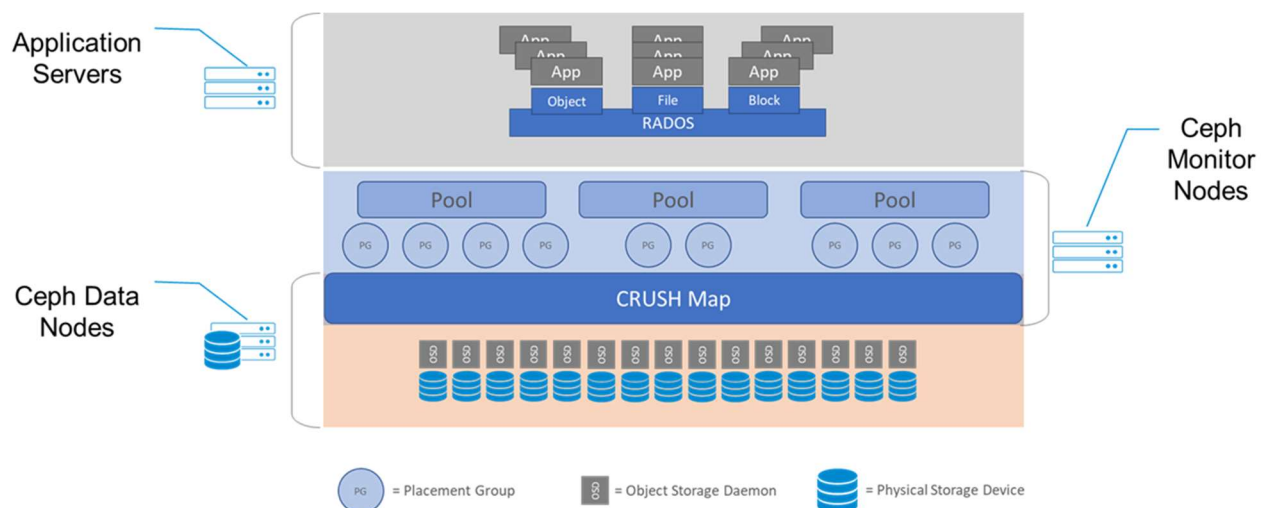 Application
Servers
App App App
App App App
App App App
Object File Block
RADOS
Ceph
Monitor
Nodes
Pool Pool Pool
PG PG PG PG PG PG PG PG PG
Ceph Data
Nodes
CRUSH Map
OSD OSD OSD OSD OSD OSD OSD OSD OSD OSD OSD OSD OSD OSD OSD
PG = Placement Group OSD = Object Storage Daemon = Physical Storage Device